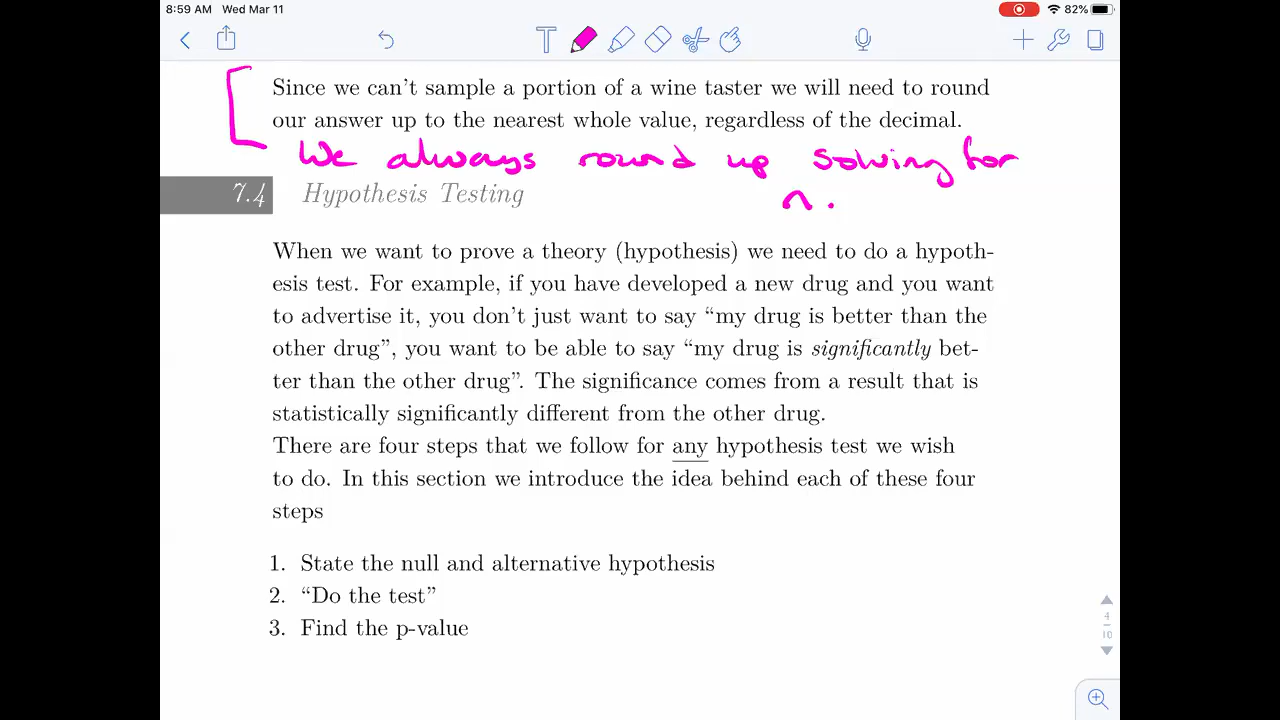 8:59 AM Wed Mar 11
82%
Since we can't sample a portion of a wine taster we will need to round
our answer up to the nearest whole value, regardless of the decimal.
We always round up solving for
n.
7.4 Hypothesis Testing
When we want to prove a theory (hypothesis) we need to do a hypoth-
esis test. For example, if you have developed a new drug and you want
to advertise it, you don't just want to say “my drug is better than the
other drug”, you want to be able to say “my drug is significantly bet-
ter than the other drug”. The significance comes from a result that is
statistically significantly different from the other drug.
There are four steps that we follow for any hypothesis test we wish
to do. In this section we introduce the idea behind each of these four
steps
1. State the null and alternative hypothesis
2. “Do the test”
3. Find the p-value
4
10